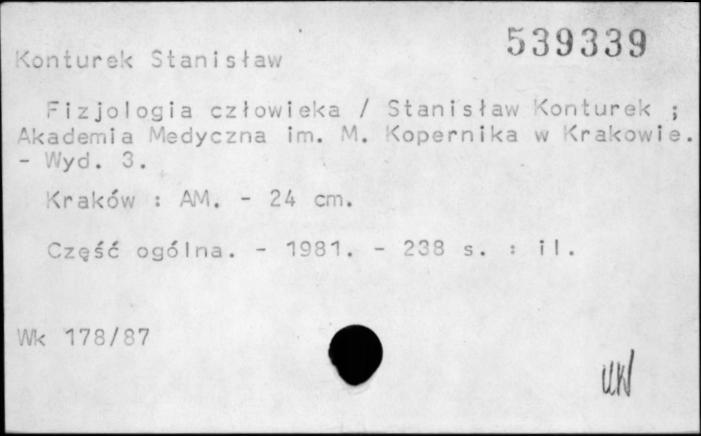 539339
Konturek Stanisław
Fizjologia człowieka / Stanisław Konturek ;
Akademia Medyczna im. M. Kopernika w Krakowie.
- Wyd. 3.
Kraków : AM. - 24 cm.
Część ogólna. - 1981. - 238 s. : il.
Wk 178/87